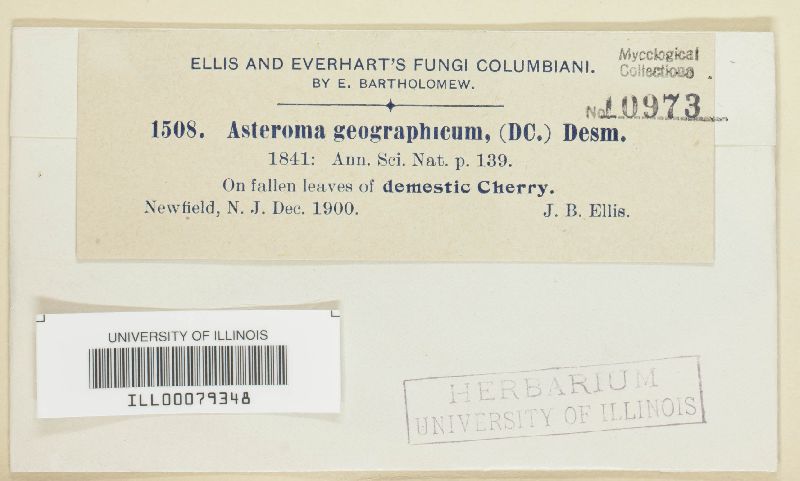 ELLIS AND EVERHART'S FUNGI COLUMBIANI.
BY E. BARTHOLOMEW.
Mycological
Collections
No. 10973
1508. Asteroma geographicum, (DC.) Desm.
1841: Ann. Sci. Nat. p. 139.
On fallen leaves of demestic Cherry.
Newfield, N. J. Dec. 1900. J. B. Ellis.
UNIVERSITY OF ILLINOIS
ILL00079348
HERBARIUM
UNIVERSITY OF ILLINOIS